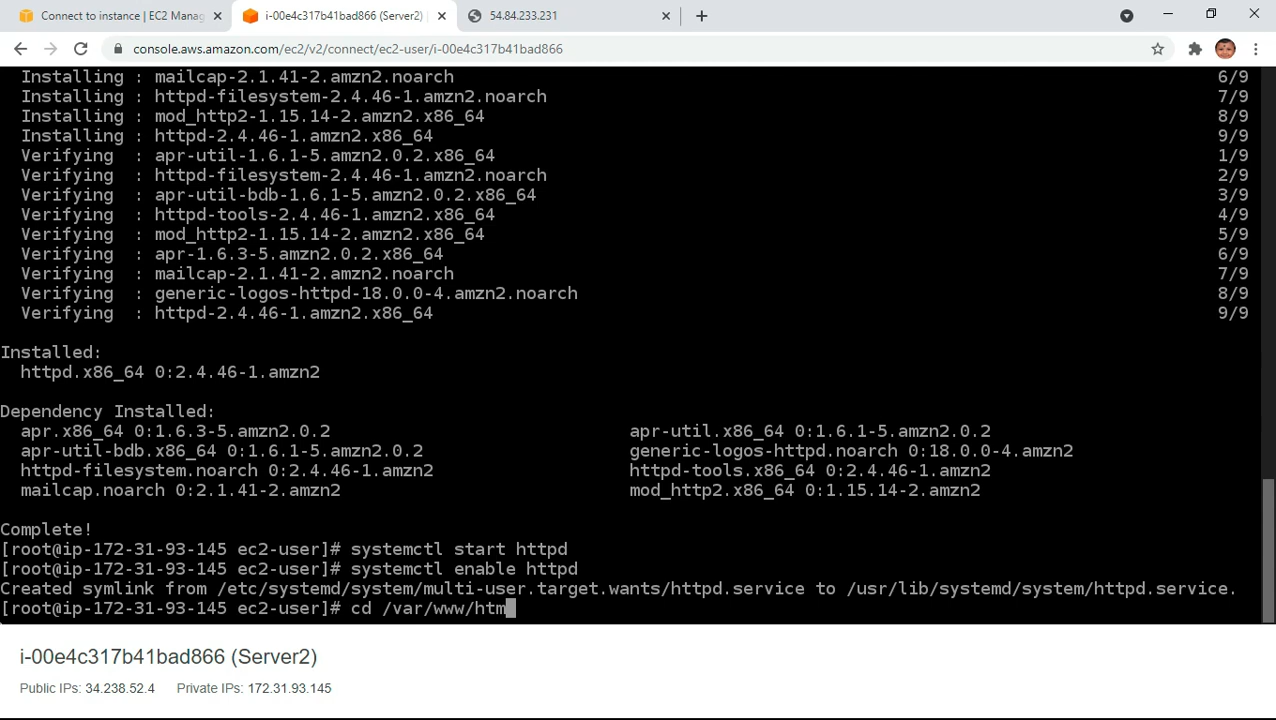 Connect to instance | EC2 Manag
i-00e4c317b41bad866 (Server2)
54.84.233.231
console.aws.amazon.com/ec2/v2/connect/ec2-user/i-00e4c317b41bad866
Installing : mailcap-2.1.41-2.amzn2.noarch 6/9
Installing : httpd-filesystem-2.4.46-1.amzn2.noarch 7/9
Installing : mod_http2-1.15.14-2.amzn2.x86_64 8/9
Installing : httpd-2.4.46-1.amzn2.x86_64 9/9
Verifying : apr-util-1.6.1-5.amzn2.0.2.x86_64 1/9
Verifying : httpd-filesystem-2.4.46-1.amzn2.noarch 2/9
Verifying : apr-util-bdb-1.6.1-5.amzn2.0.2.x86_64 3/9
Verifying : httpd-tools-2.4.46-1.amzn2.x86_64 4/9
Verifying : mod_http2-1.15.14-2.amzn2.x86_64 5/9
Verifying : apr-1.6.3-5.amzn2.0.2.x86_64 6/9
Verifying : mailcap-2.1.41-2.amzn2.noarch 7/9
Verifying : generic-logos-httpd-18.0.0-4.amzn2.noarch 8/9
Verifying : httpd-2.4.46-1.amzn2.x86_64 9/9
Installed:
httpd.x86_64 0:2.4.46-1.amzn2
Dependency Installed:
apr.x86_64 0:1.6.3-5.amzn2.0.2 apr-util.x86_64 0:1.6.1-5.amzn2.0.2
apr-util-bdb.x86_64 0:1.6.1-5.amzn2.0.2 generic-logos-httpd.noarch 0:18.0.0-4.amzn2
httpd-filesystem.noarch 0:2.4.46-1.amzn2 httpd-tools.x86_64 0:2.4.46-1.amzn2
mailcap.noarch 0:2.1.41-2.amzn2 mod_http2.x86_64 0:1.15.14-2.amzn2
Complete!
[root@ip-172-31-93-145 ec2-user]# systemctl start httpd
[root@ip-172-31-93-145 ec2-user]# systemctl enable httpd
Created symlink from /etc/systemd/system/multi-user.target.wants/httpd.service to /usr/lib/systemd/system/httpd.service.
[root@ip-172-31-93-145 ec2-user]# cd /var/www/htm
i-00e4c317b41bad866 (Server2)
Public IPs: 34.238.52.4 Private IPs: 172.31.93.145